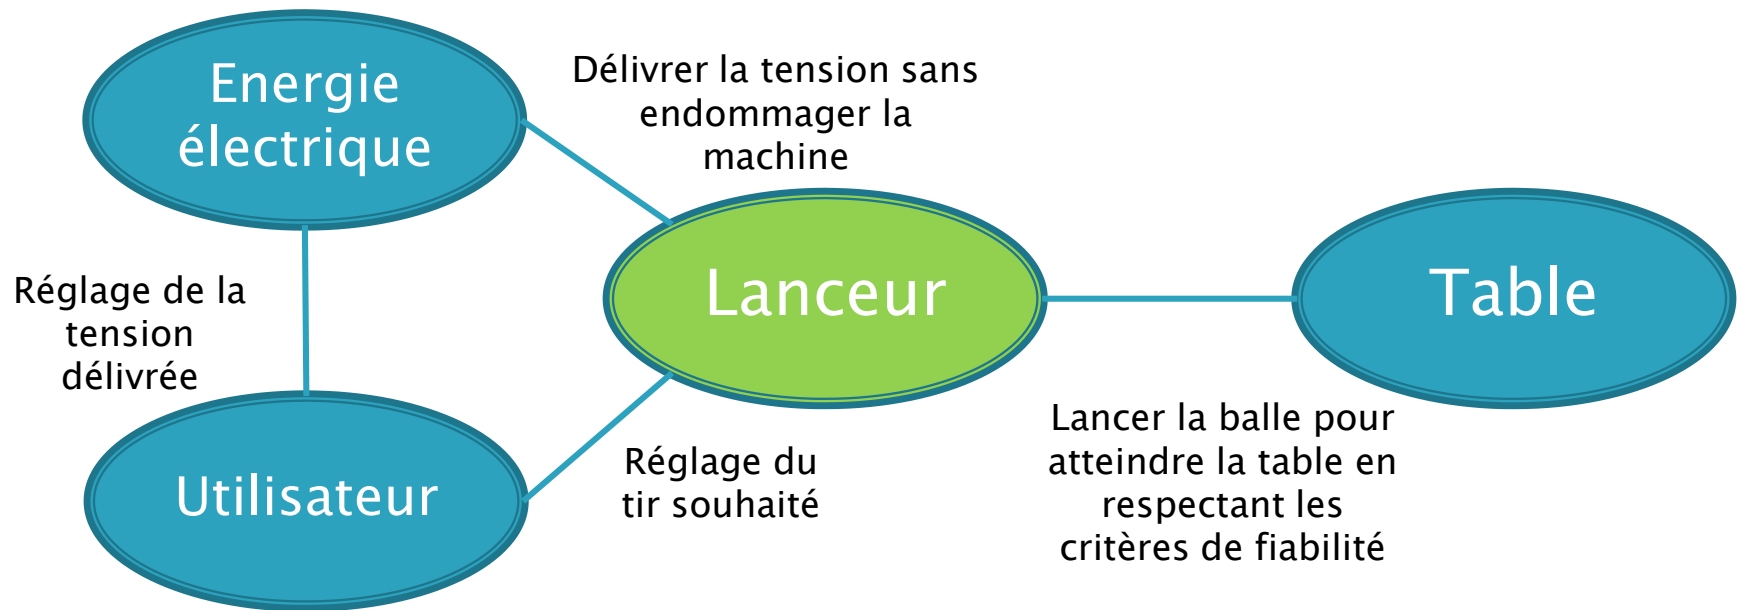 Energie
électrique
Délivrer la tension sans
endommager la
machine
Lanceur
Table
Réglage de la
tension
délivrée
Utilisateur
Réglage du
tir souhaité
Lancer la balle pour
atteindre la table en
respectant les
critères de fiabilité